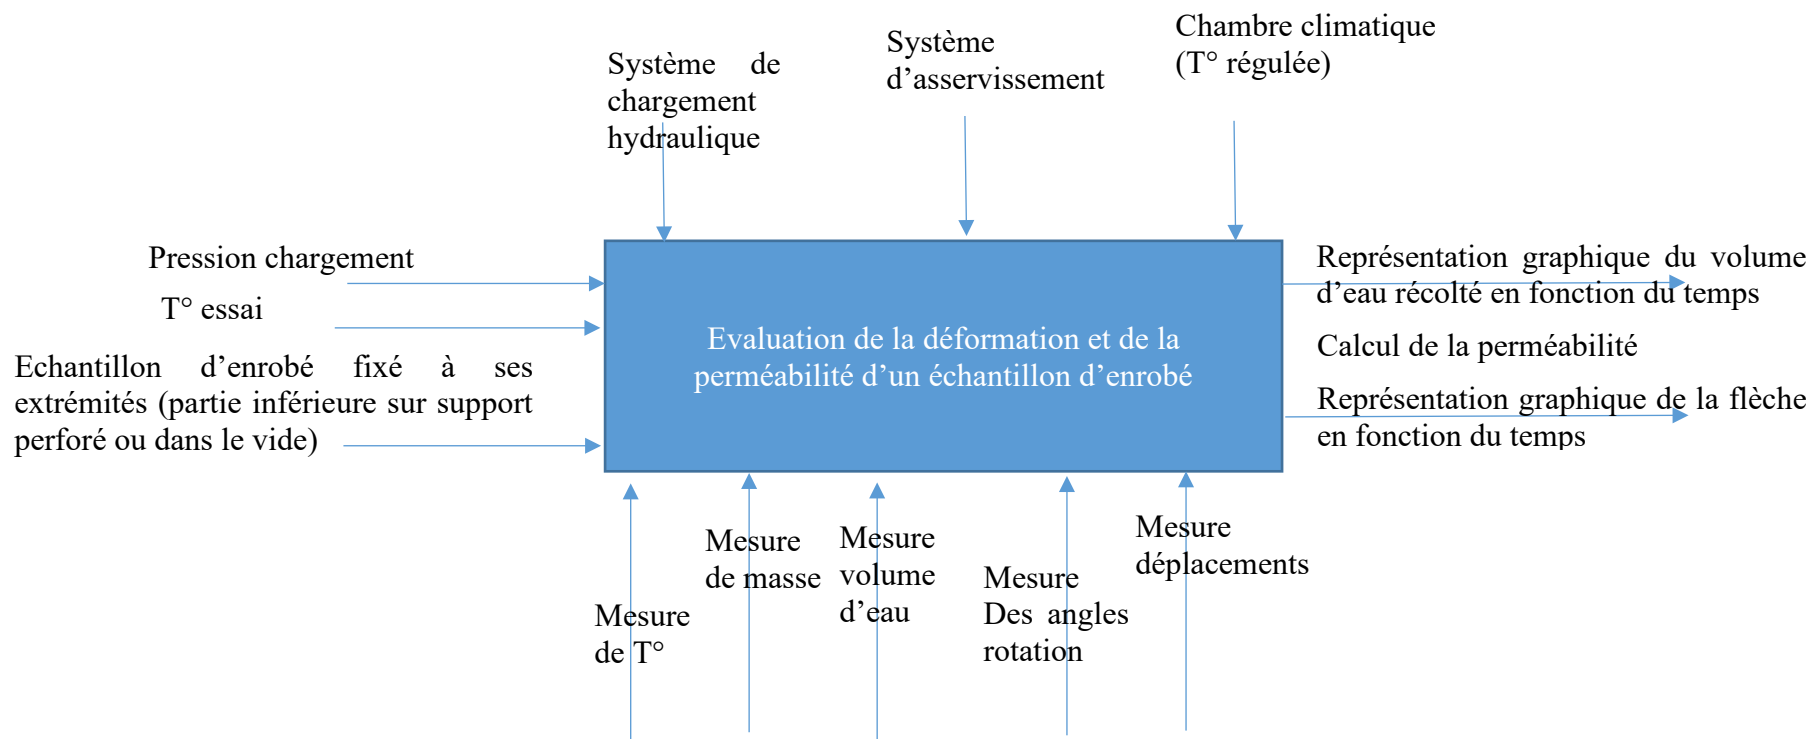 Système de
chargement
hydraulique
Système
d’asservissement
Chambre climatique
(T° régulée)
Pression chargement
T° essai
Echantillon d’enrobé fixé à ses
extrémités (partie inférieure sur support
perforé ou dans le vide)
Evaluation de la déformation et de la
perméabilité d’un échantillon d’enrobé
Représentation graphique du volume
d’eau récolté en fonction du temps
Calcul de la perméabilité
Représentation graphique de la flèche
en fonction du temps
Mesure
de T°
Mesure
de masse
Mesure
volume
d’eau
Mesure
Des angles
rotation
Mesure
déplacements